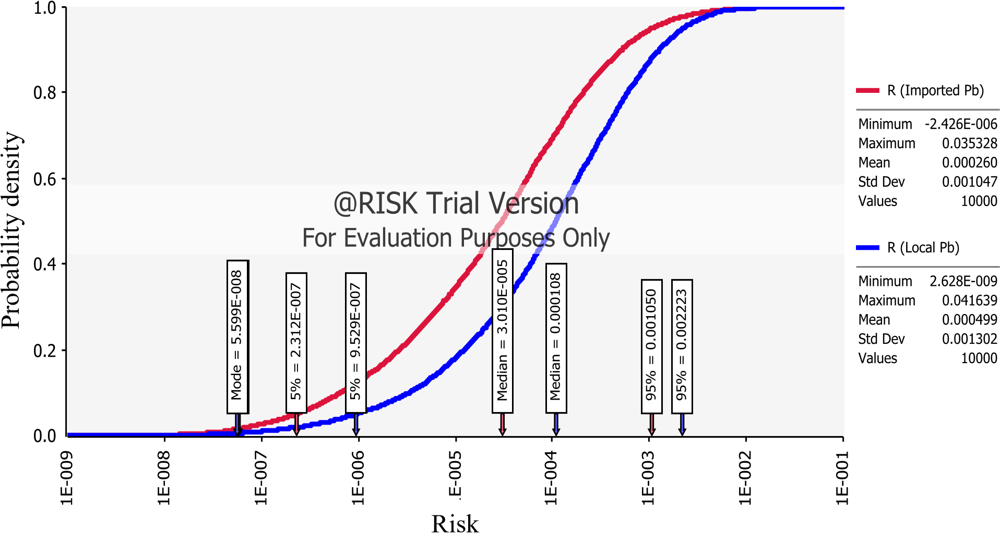 1.0
0.8
0.6
0.4
0.2
0.0
Probability density
@RISK Trial Version
For Evaluation Purposes Only
Mode = 5.599E-008
5% = 2.312E-007
5% = 9.529E-007
Median = 3.010E-005
Median = 0.000108
95% = 0.001050
95% = 0.002223
1E-009
1E-008
1E-007
1E-006
.E-005
1E-004
1E-003
1E-002
1E-001
Risk
R (Imported Pb)
Minimum -2.426E-006
Maximum 0.035328
Mean 0.000260
Std Dev 0.001047
Values 10000
R (Local Pb)
Minimum 2.628E-009
Maximum 0.041639
Mean 0.000499
Std Dev 0.001302
Values 10000